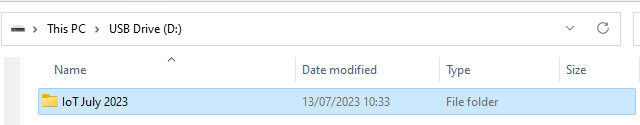 This PC > USB Drive (D:)
Name Date modified Type Size
IoT July 2023 13/07/2023 10:33 File folder